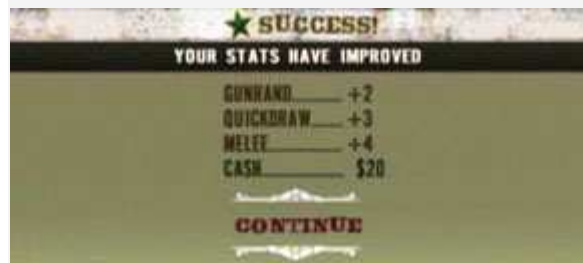 SUCCESS!
YOUR STATS HAVE IMPROVED
GUNHAND +2
QUICKDRAW +3
MELEE +4
CASH $20
CONTINUE